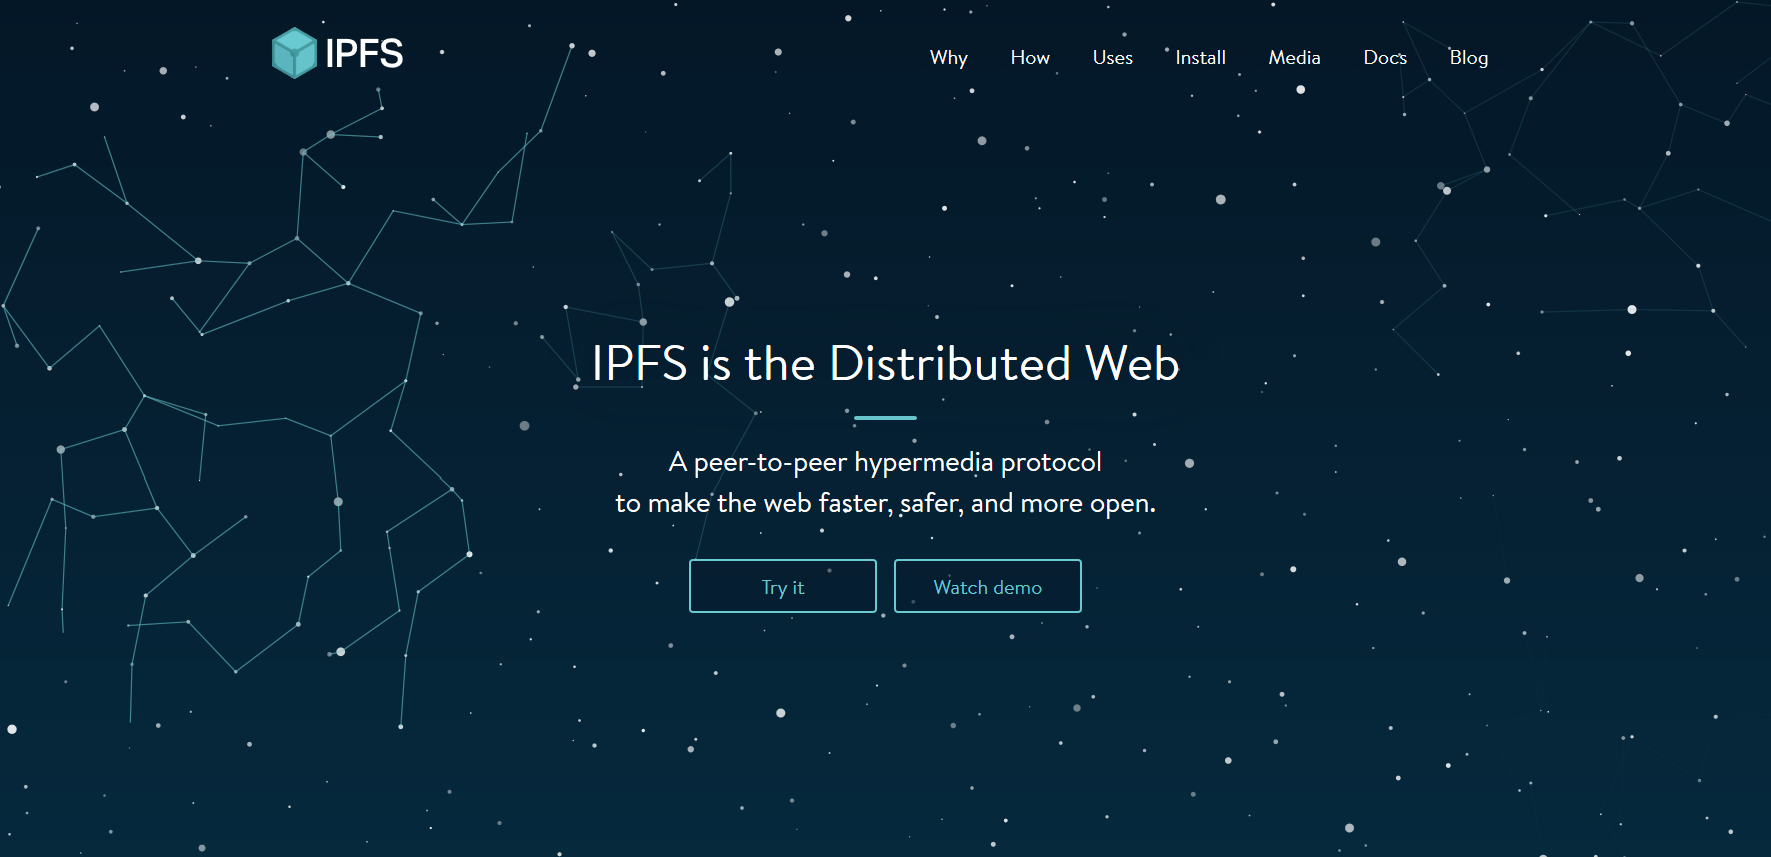 IPFS
Why How Uses Install Media Docs Blog
IPFS is the Distributed Web
A peer-to-peer hypermedia protocol
to make the web faster, safer, and more open.
Try it Watch demo